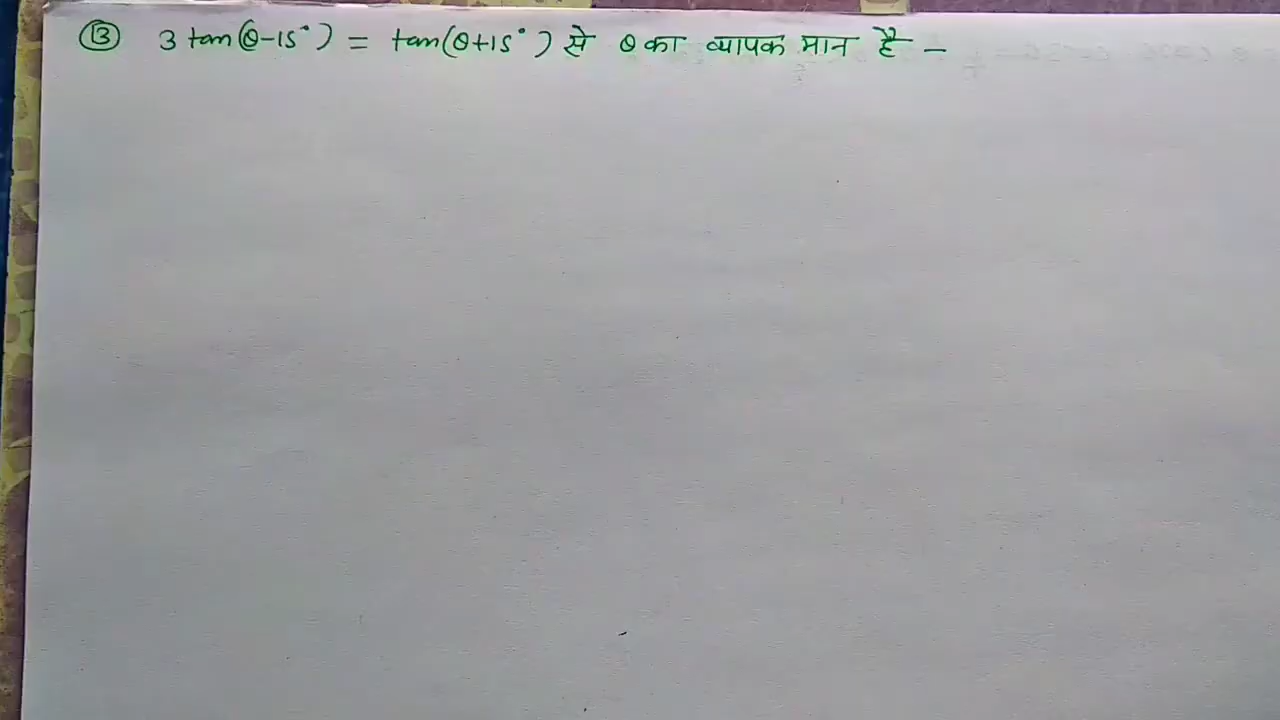 ⑬ 3 tan(θ-15°) = tan(θ+15°) से θ का व्यापक मान है -